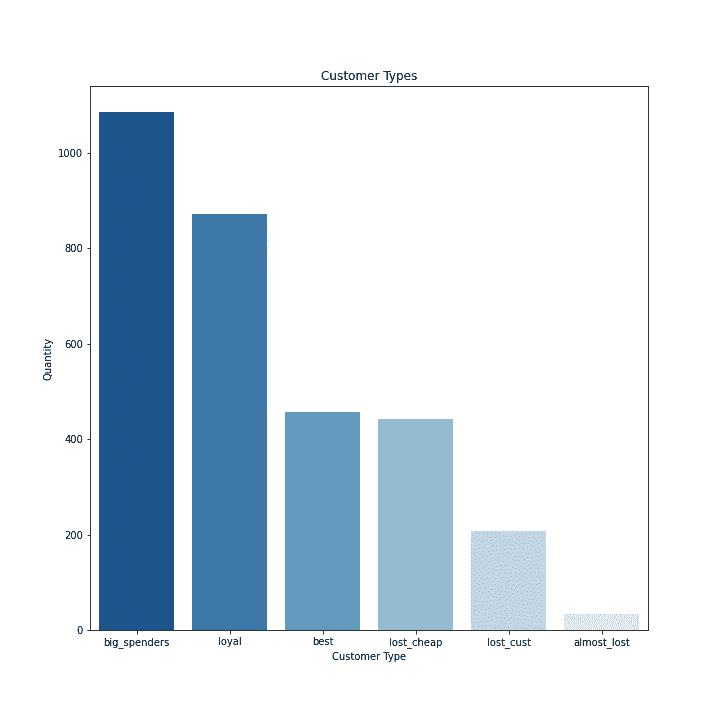 Customer Types
1000
800
600
400
200
0
Quantity
big_spenders loyal best lost_cheap lost_cust almost_lost
Customer Type